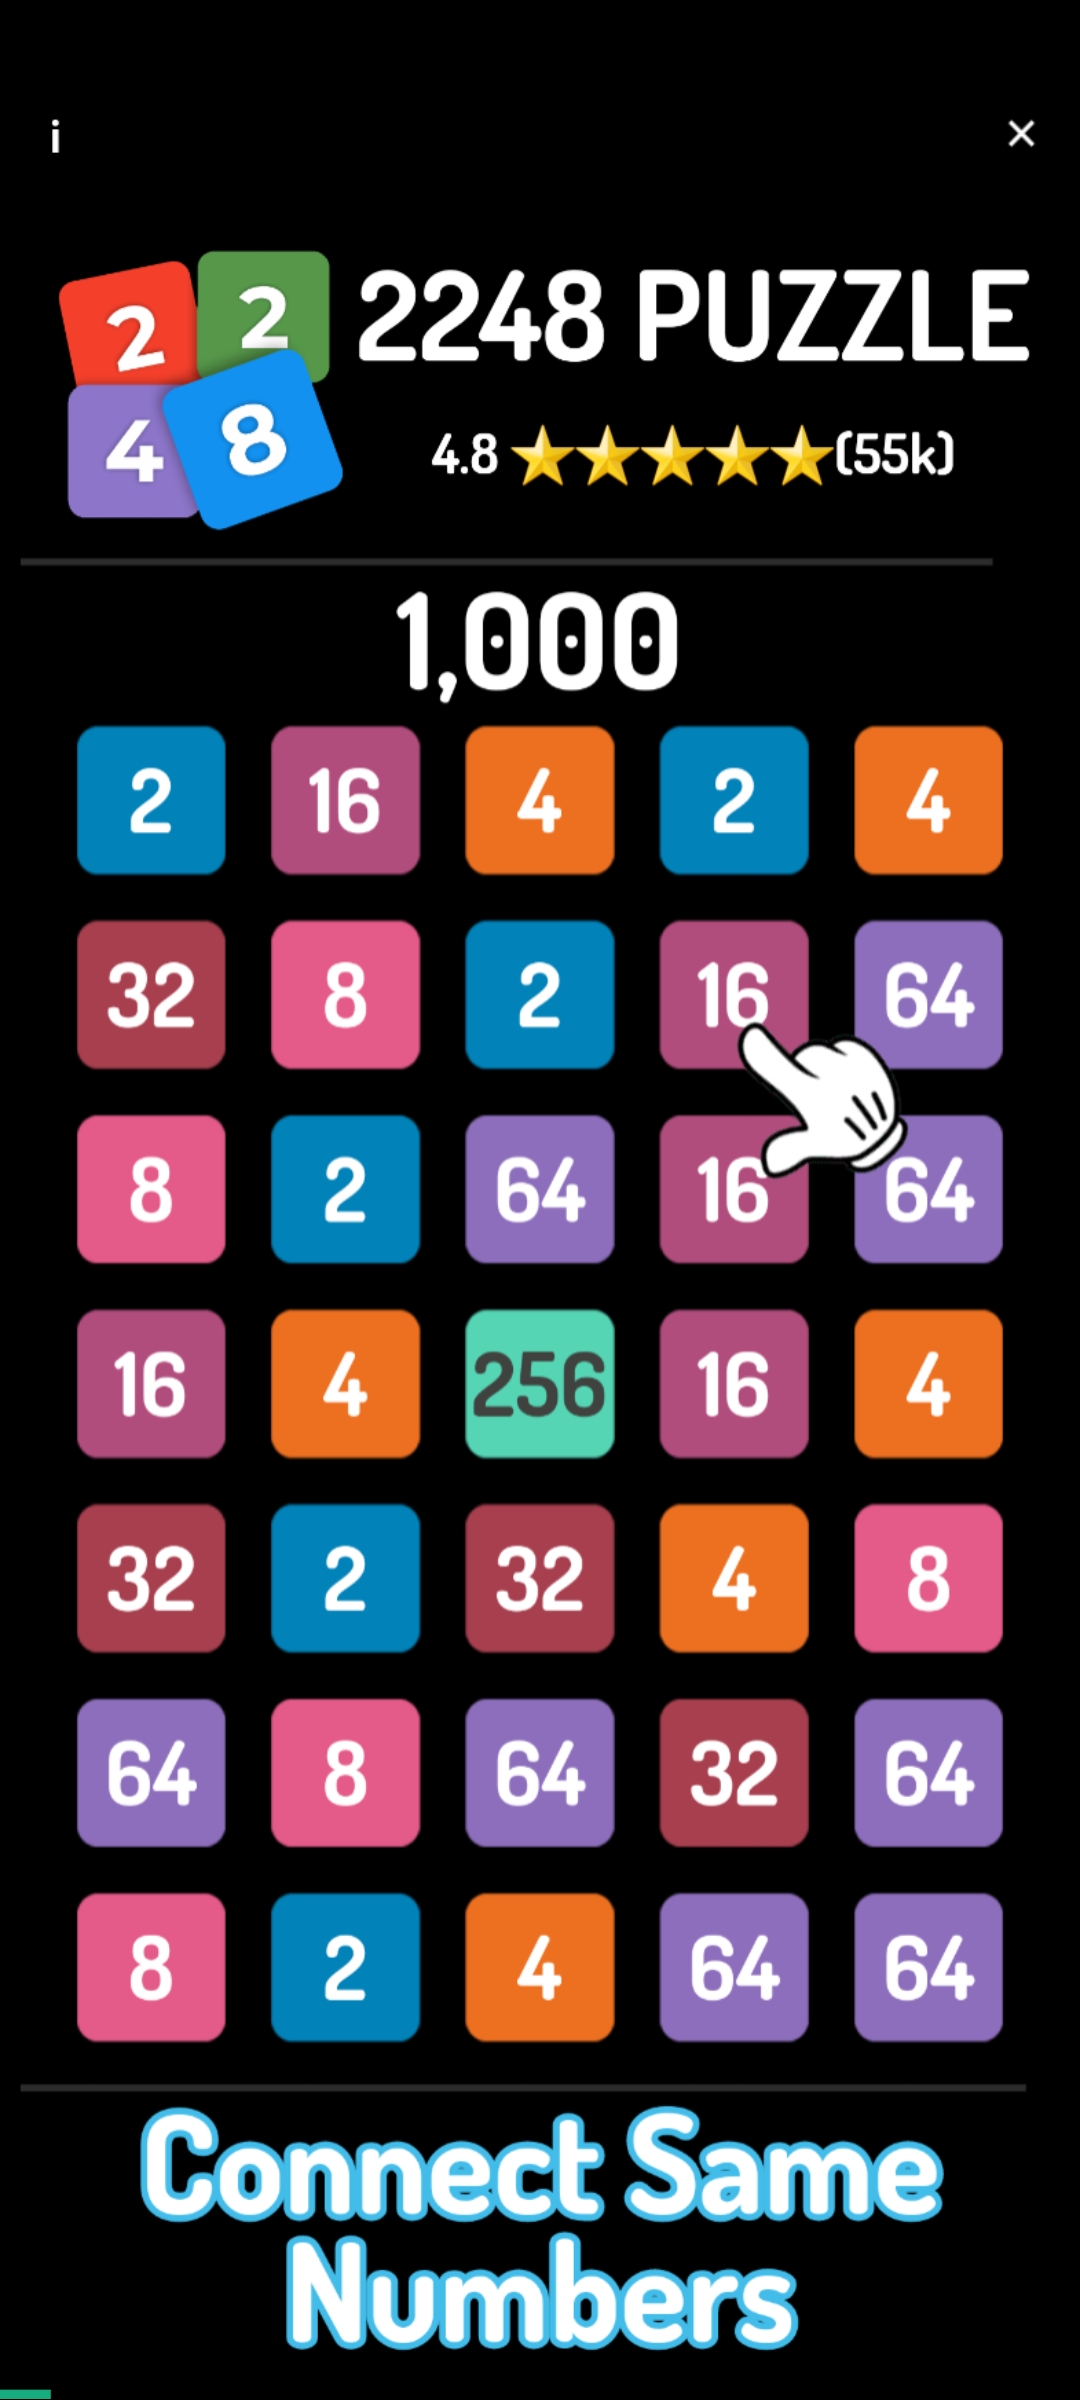 i ×
2 2
4 8
2248 PUZZLE
4.8 ⭐⭐⭐⭐⭐(55k)
1,000
2 16 4 2 4
32 8 2 16 64
8 2 64 16 64
16 4 256 16 4
32 2 32 4 8
64 8 64 32 64
8 2 4 64 64
Connect Same
Numbers